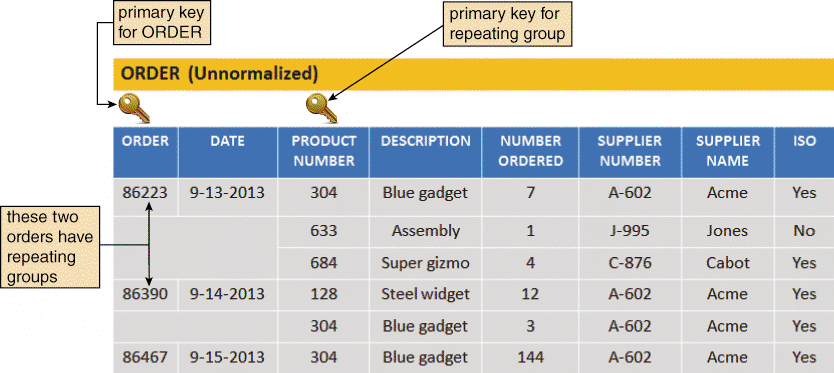 primary key
for ORDER
primary key for
repeating group
ORDER (Unnormalized)
ORDER DATE PRODUCT NUMBER DESCRIPTION NUMBER ORDERED SUPPLIER NUMBER SUPPLIER NAME ISO
86223 9-13-2013 304 Blue gadget 7 A-602 Acme Yes
these two
orders have
repeating
groups
633 Assembly 1 J-995 Jones No
684 Super gizmo 4 C-876 Cabot Yes
86390 9-14-2013 128 Steel widget 12 A-602 Acme Yes
304 Blue gadget 3 A-602 Acme Yes
86467 9-15-2013 304 Blue gadget 144 A-602 Acme Yes